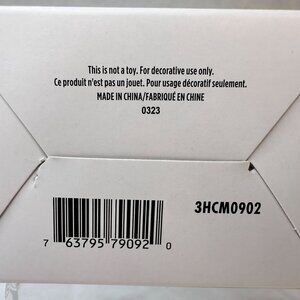 This is not a toy. For decorative use only.
Ce produit n'est pas un jouet. Pour usage décoratif seulement.
MADE IN CHINA/FABRIQUÉ EN CHINE
0323
3HCM0902
7 63795 79092 0